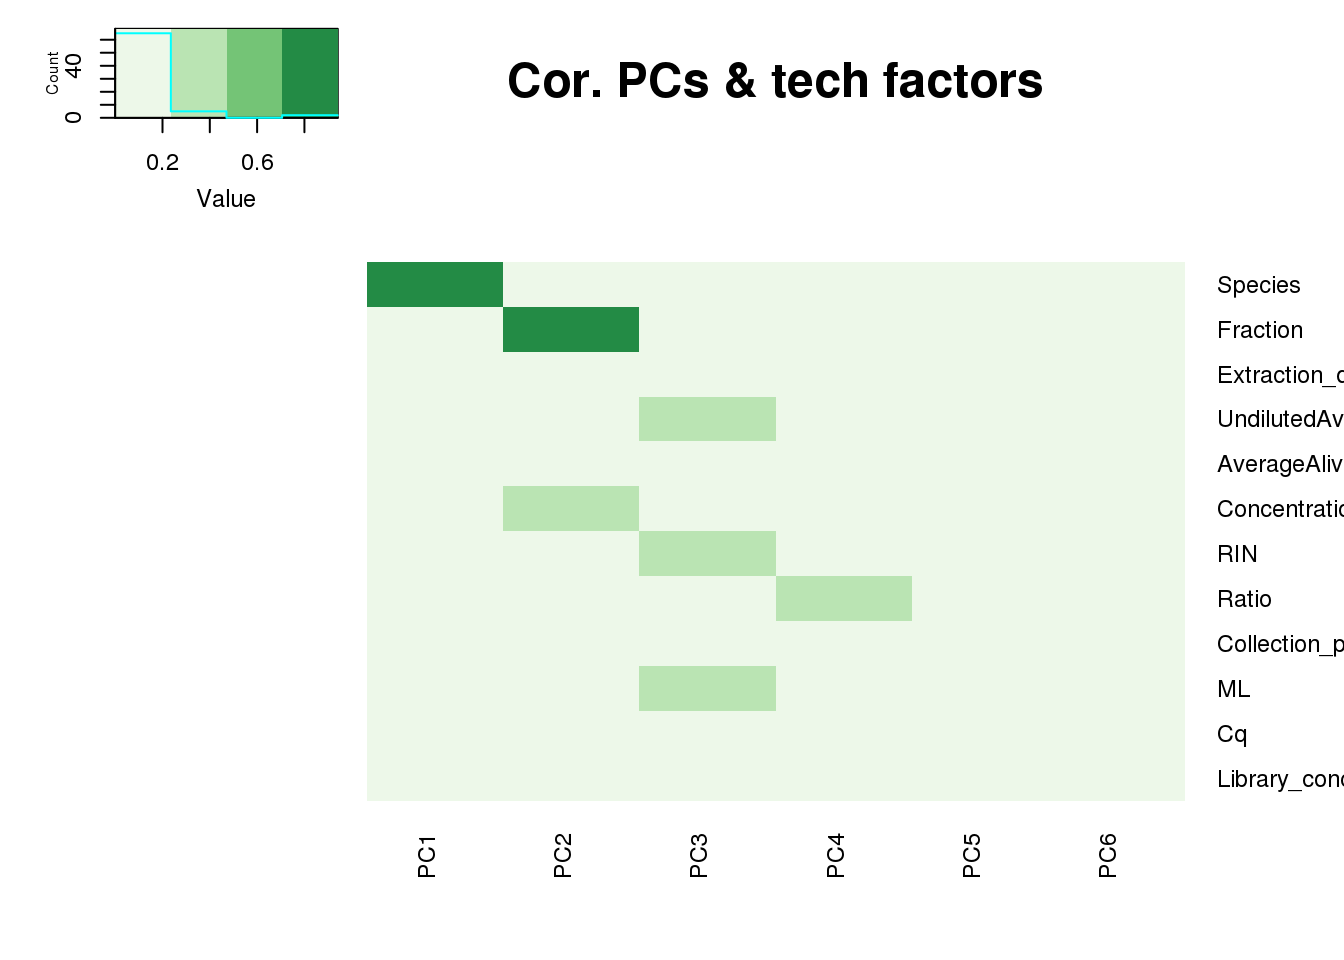 Cor. PCs & tech factors
Count
0 40
0.2 0.6
Value
Species
Fraction
Extraction_
UndilutedAv
AverageAliv
Concentratio
RIN
Ratio
Collection_p
ML
Cq
Library_conc
PC1 PC2 PC3 PC4 PC5 PC6